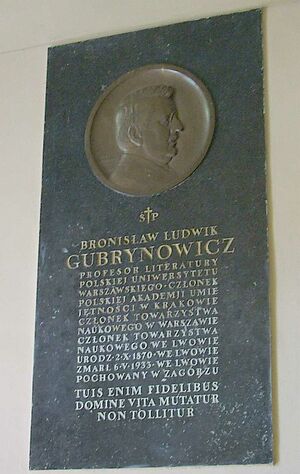 S†P
BRONISŁAW LUDWIK
GUBRYNOWICZ
PROFESOR LITERATURY
POLSKIEJ UNIWERSYTETU
WARSZAWSKIEGO-CZŁONEK
POLSKIEJ AKADEMJI UMIE
JĘTNOŚCI W KRAKOWIE
CZŁONEK TOWARZYSTWA
NAUKOWEGO W WARSZAWIE
CZŁONEK TOWARZYSTWA
NAUKOWEGO WE LWOWIE
URODZ·2·X·1870·WE LWOWIE
ZMARŁ 6·V·1933·WE LWOWIE
POCHOWANY W ZAGÓRZU
TUIS ENIM FIDELIBUS
DOMINE VITA MUTATUR
NON TOLLITUR